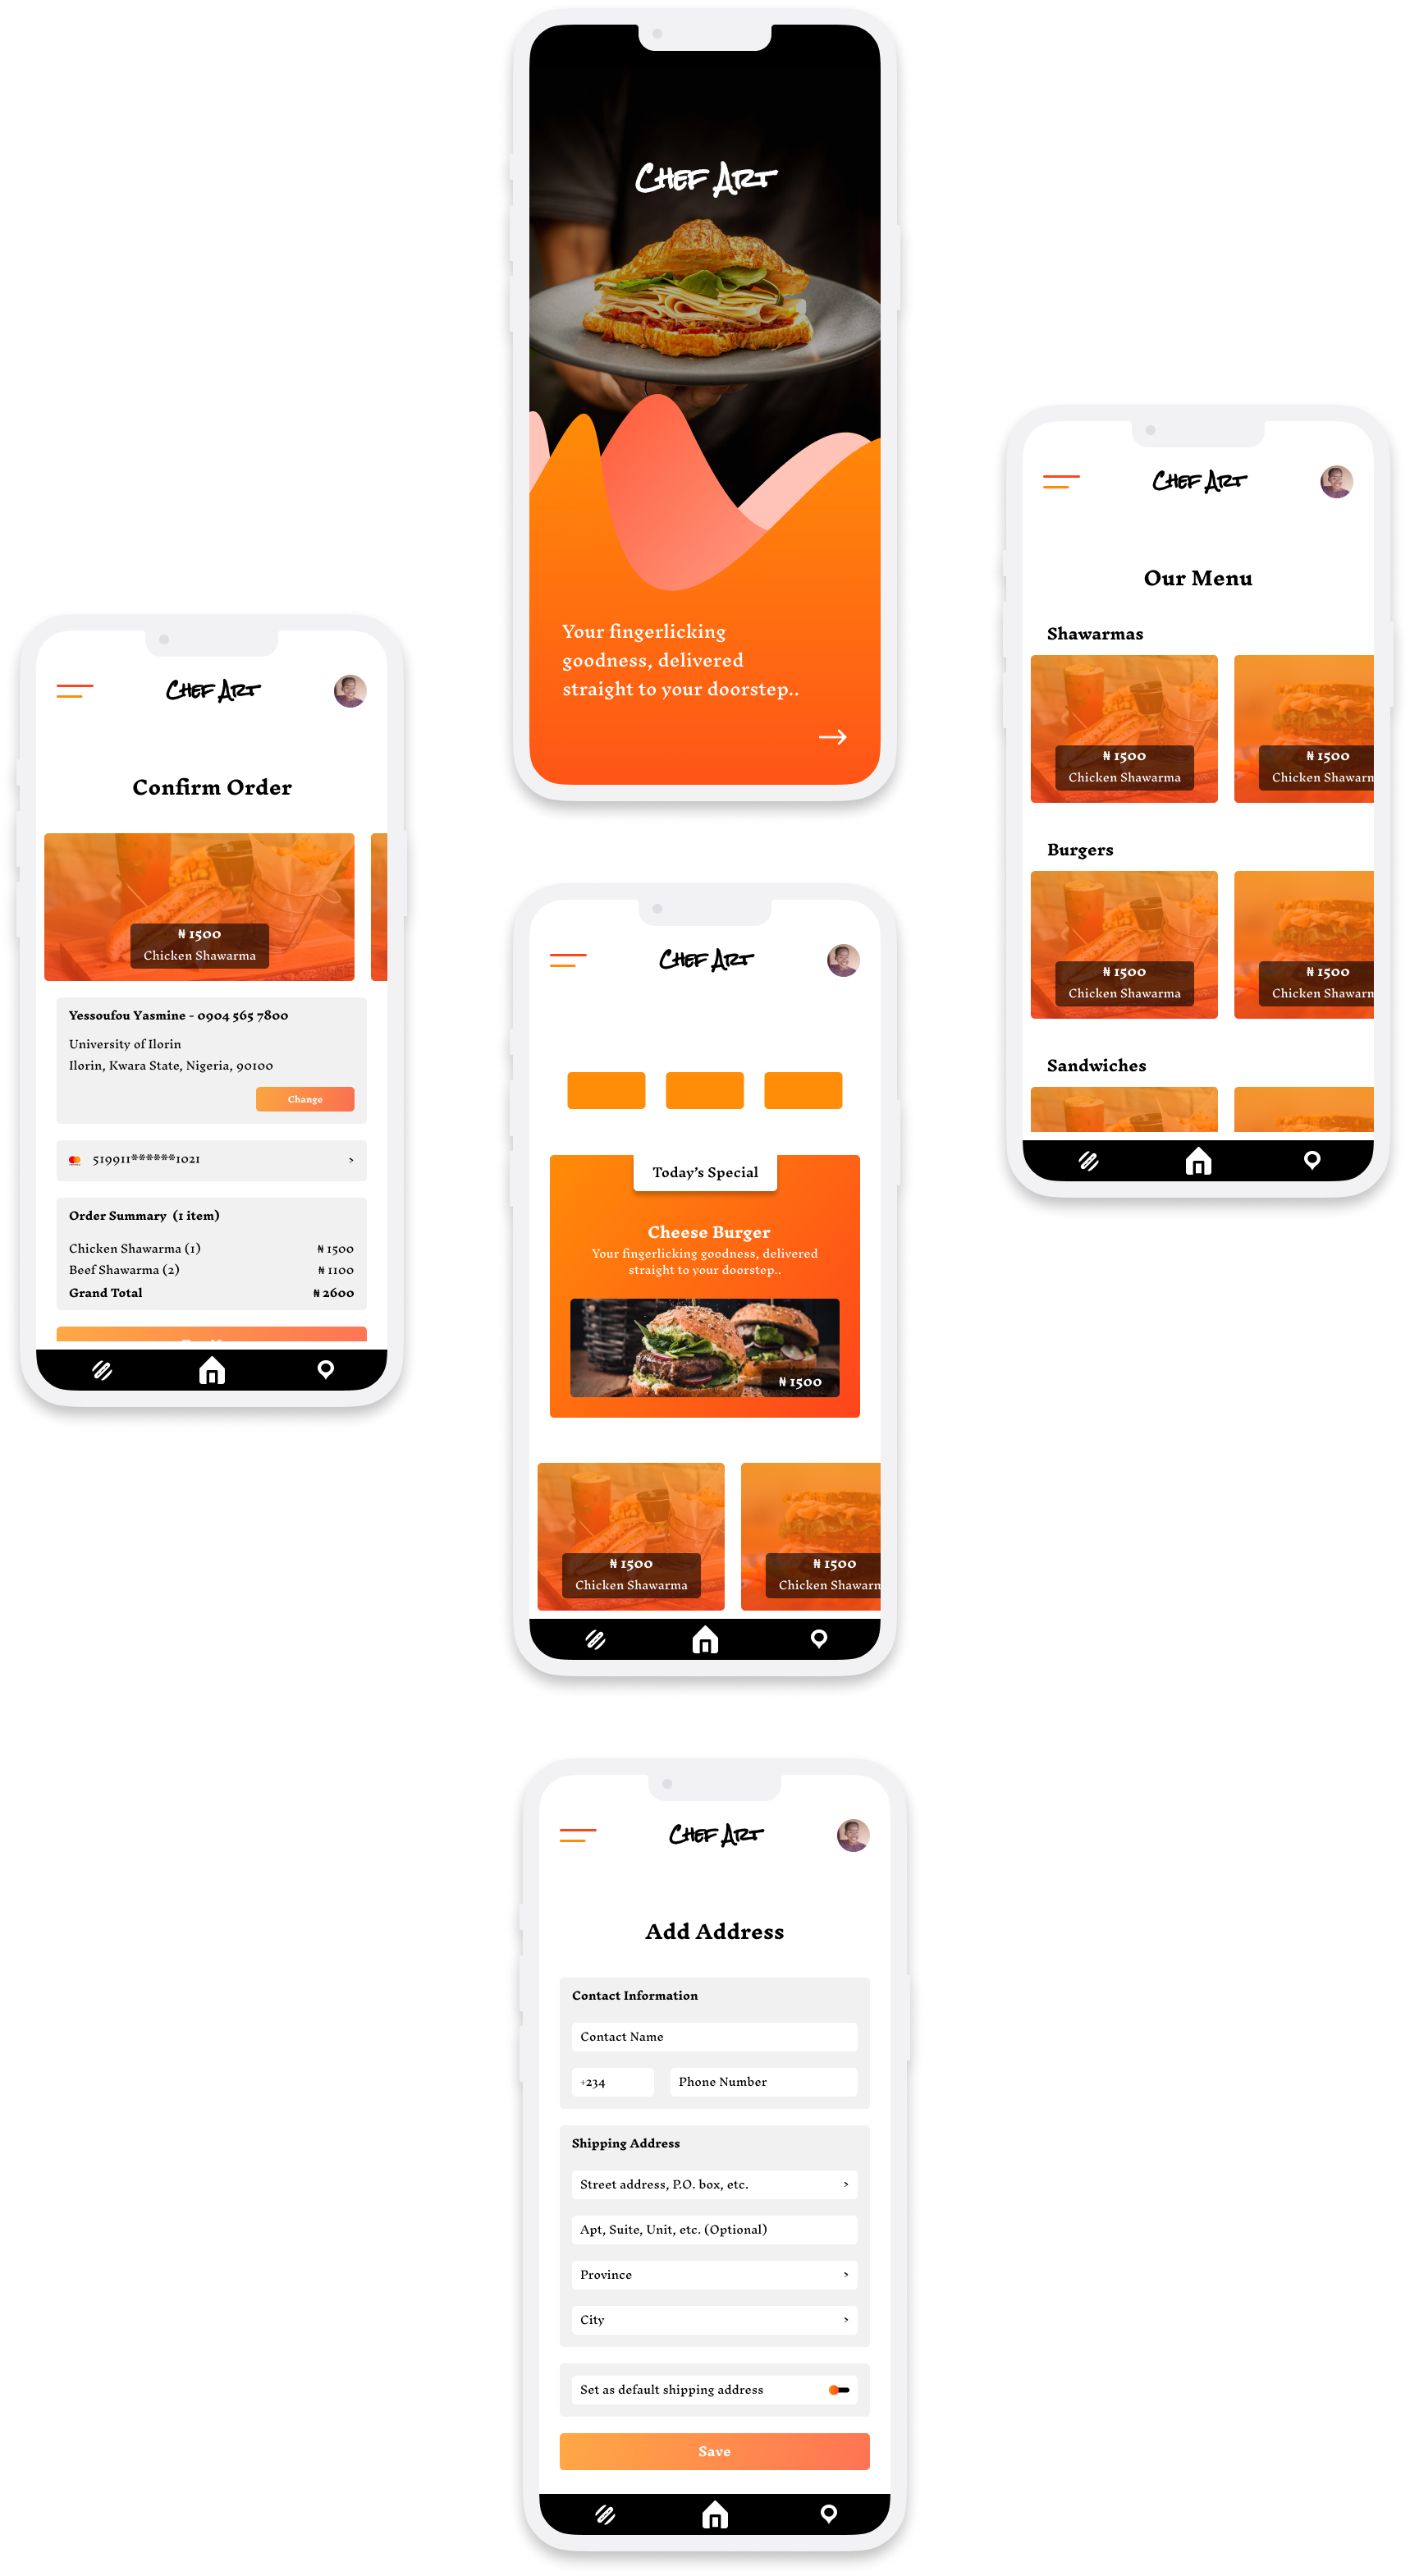 CHEF ART
Your fingerlicking
goodness, delivered
straight to your doorstep..
CHEF ART
Our Menu
Shawarmas
₦ 1500
Chicken Shawarma
₦ 1500
Chicken Shawarm
Burgers
₦ 1500
Chicken Shawarma
₦ 1500
Chicken Shawarm
Sandwiches
CHEF ART
Confirm Order
₦ 1500
Chicken Shawarma
Yessoufou Yasmine - 0904 565 7800
University of Ilorin
Ilorin, Kwara State, Nigeria, 90100
Change
519911******1021 >
Order Summary (1 item)
Chicken Shawarma (1) ₦ 1500
Beef Shawarma (2) ₦ 1100
Grand Total ₦ 2600
CHEF ART
Today's Special
Cheese Burger
Your fingerlicking goodness, delivered
straight to your doorstep..
₦ 1500
₦ 1500
Chicken Shawarma
₦ 1500
Chicken Shawarm
CHEF ART
Add Address
Contact Information
Contact Name
+234 Phone Number
Shipping Address
Street address, P.O. box, etc. >
Apt, Suite, Unit, etc. (Optional)
Province >
City >
Set as default shipping address
Save